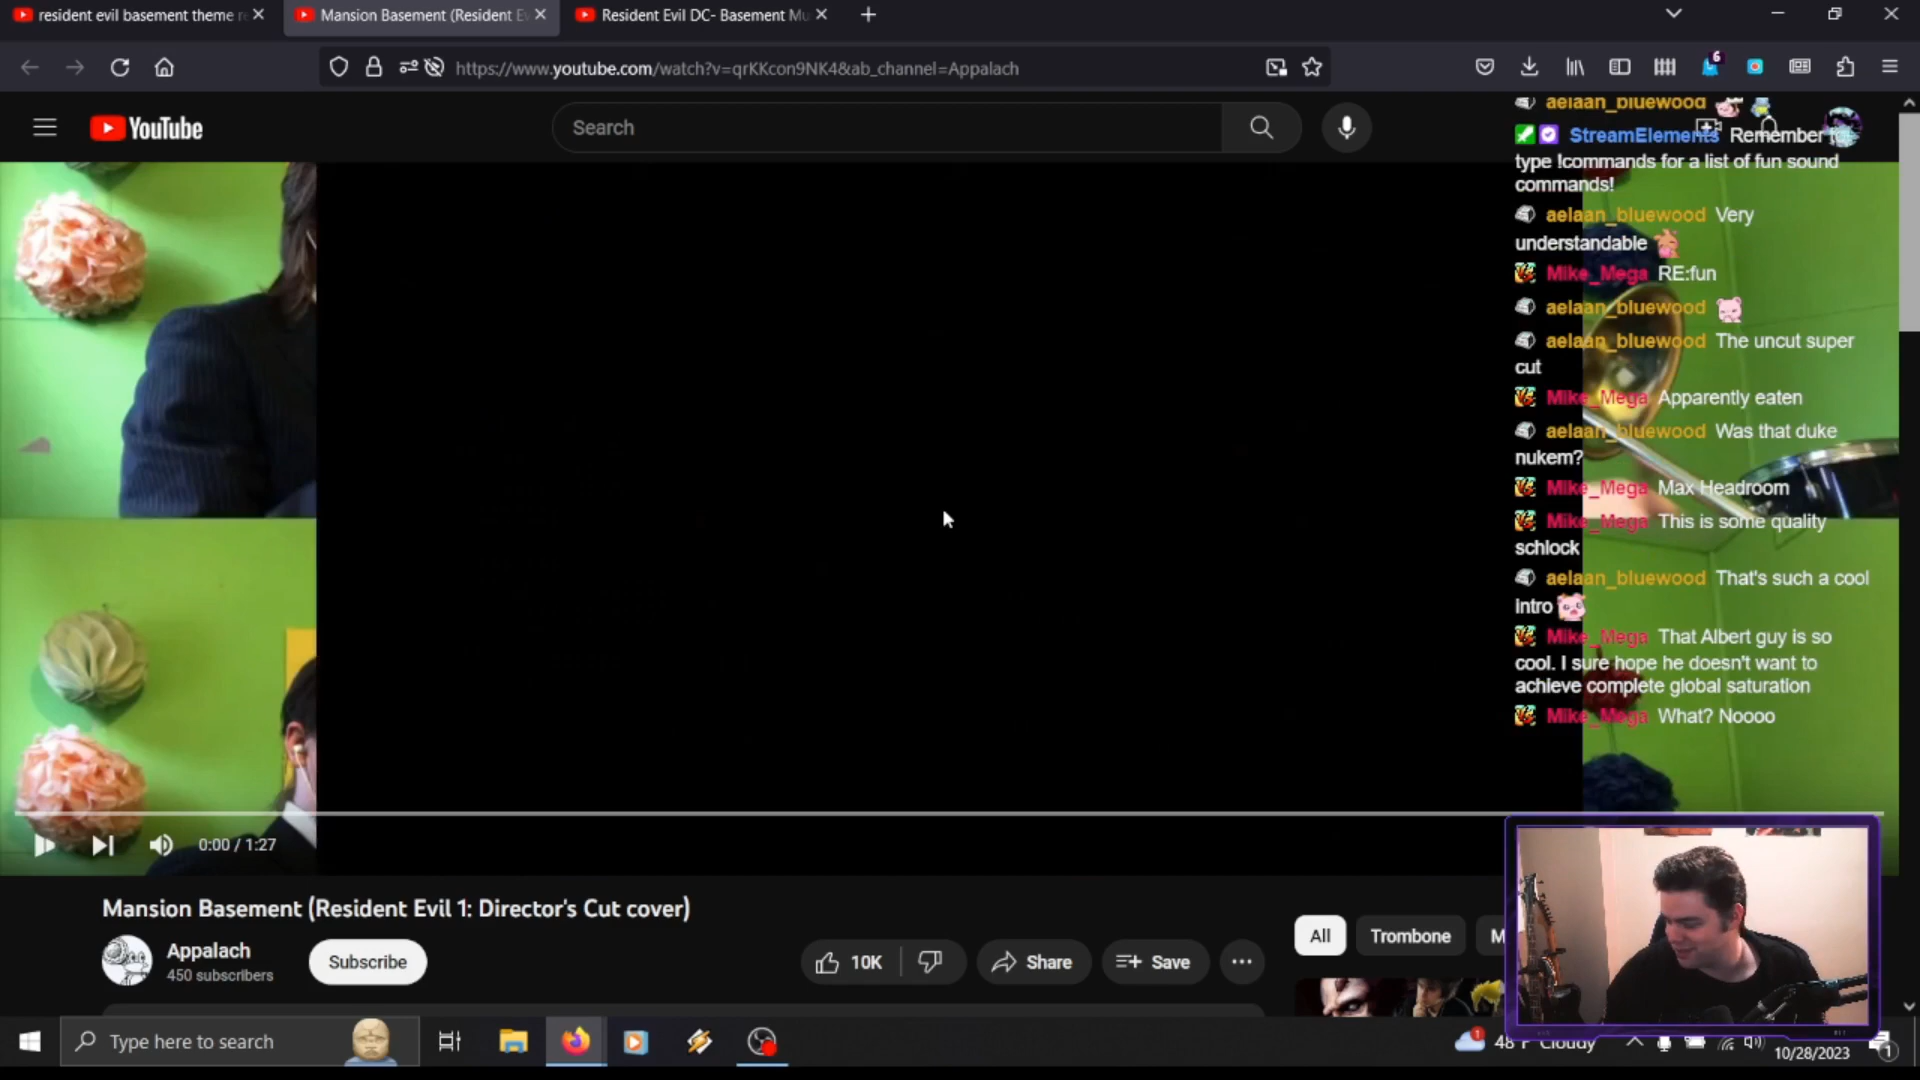 resident evil basement theme r
Mansion Basement (Resident E
Resident Evil DC- Basement Mu
https://www.youtube.com/watch?v=qrKKcon9NK4&ab_channel=Appalach
6
YouTube
Search
aelaan_bluewood
StreamElements Remember to
type !commands for a list of fun sound
commands!
aelaan_bluewood Very
understandable
Mike_Mega RE:fun
aelaan_bluewood
aelaan_bluewood The uncut super
cut
Mike_Mega Apparently eaten
aelaan_bluewood Was that duke
nukem?
Mike_Mega Max Headroom
Mike_Mega This is some quality
schlock
aelaan_bluewood That's such a cool
intro
Mike_Mega That Albert guy is so
cool. I sure hope he doesn't want to
achieve complete global saturation
Mike_Mega What? Noooo
0:00 / 1:27
Mansion Basement (Resident Evil 1: Director's Cut cover)
Appalach
450 subscribers
Subscribe
10K
Share
Save
All
Trombone
M
Type here to search
1
48°F Cloudy
10/28/2023
1